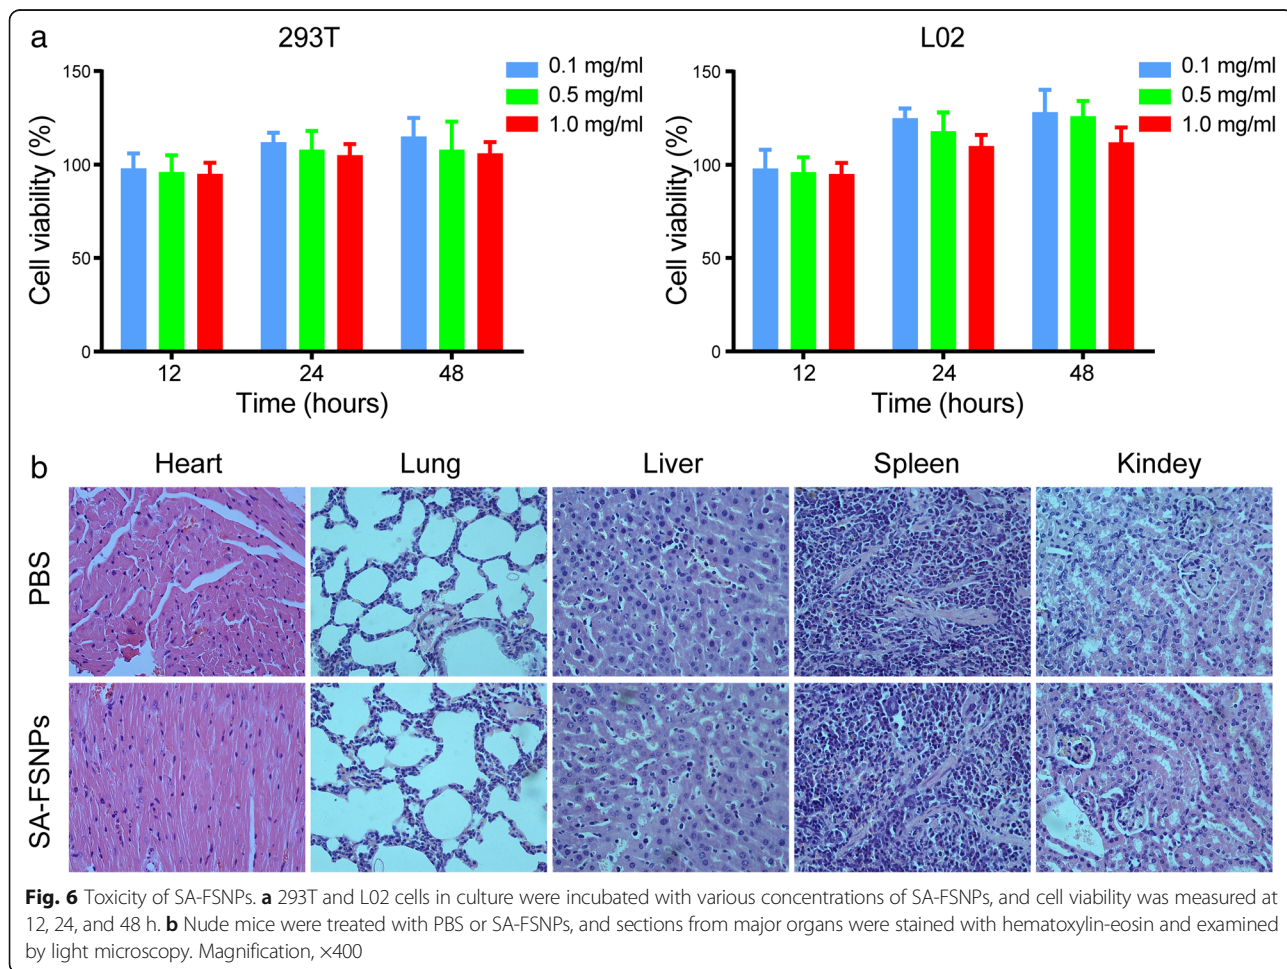 a
293T
150
100
50
0
Cell viability (%)
12 24 48
Time (hours)
0.1 mg/ml
0.5 mg/ml
1.0 mg/ml
L02
150
100
50
0
Cell viability (%)
12 24 48
Time (hours)
0.1 mg/ml
0.5 mg/ml
1.0 mg/ml
b
Heart Lung Liver Spleen Kindey
PBS
SA-FSNPs
Fig. 6 Toxicity of SA-FSNPs. a 293T and L02 cells in culture were incubated with various concentrations of SA-FSNPs, and cell viability was measured at
12, 24, and 48 h. b Nude mice were treated with PBS or SA-FSNPs, and sections from major organs were stained with hematoxylin-eosin and examined
by light microscopy. Magnification, ×400